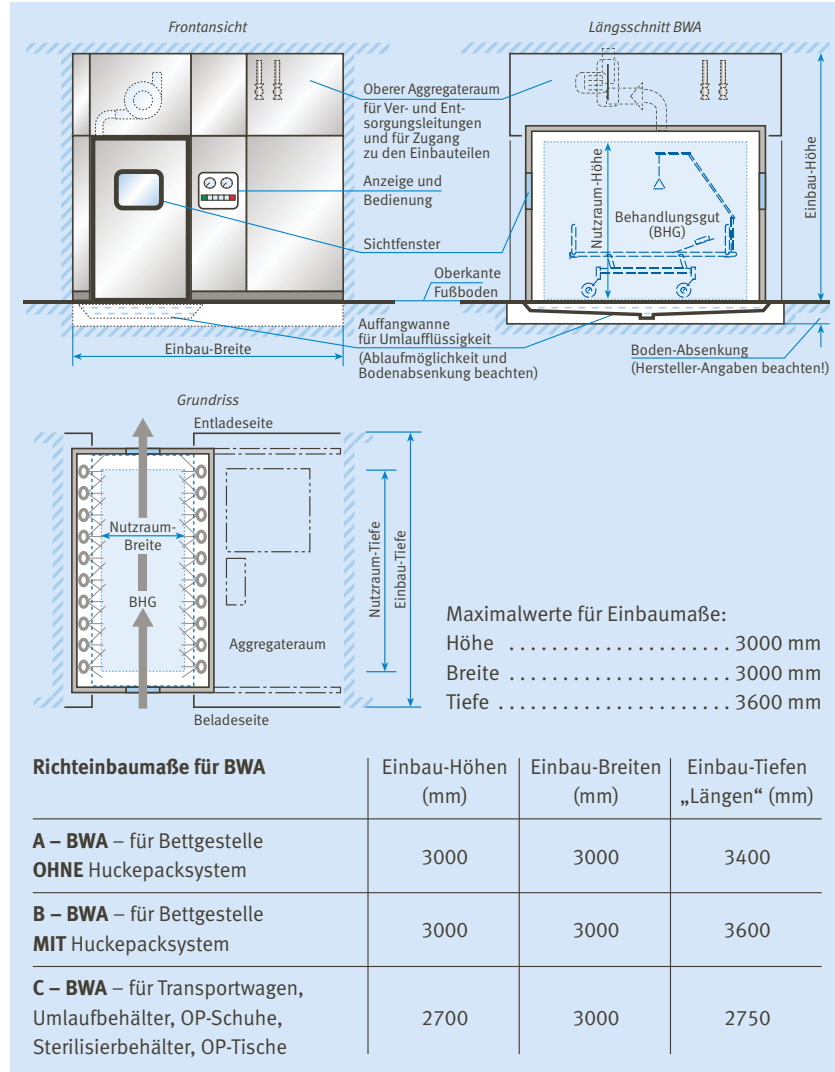 Frontansicht
Längsschnitt BWA
Oberer Aggregateraum
für Ver- und Ent-
sorgungsleitungen
und für Zugang
zu den Einbauteilen
Anzeige und
Bedienung
Sichtfenster
Oberkante
Fußboden
Auffangwanne
für Umlaufflüssigkeit
(Ablaufmöglichkeit und
Bodenabsenkung beachten)
Einbau-Breite
Nutzraum-Höhe
Behandlungsgut
(BHG)
Einbau-Höhe
Boden-Absenkung
(Hersteller-Angaben beachten!)
Grundriss
Entladeseite
Nutzraum-
Breite
BHG
Aggregateraum
Nutzraum-Tiefe
Einbau-Tiefe
Beladeseite
Maximalwerte für Einbaumaße:
Höhe . . . . . . . . . . . . . . . . . . . . . 3000 mm
Breite . . . . . . . . . . . . . . . . . . . . . 3000 mm
Tiefe . . . . . . . . . . . . . . . . . . . . . . 3600 mm
Richteinbaumaße für BWA Einbau-Höhen Einbau-Breiten Einbau-Tiefen
(mm) (mm) „Längen“ (mm)
A – BWA – für Bettgestelle
OHNE Huckepacksystem 3000 3000 3400
B – BWA – für Bettgestelle
MIT Huckepacksystem 3000 3000 3600
C – BWA – für Transportwagen,
Umlaufbehälter, OP-Schuhe, 2700 3000 2750
Sterilisierbehälter, OP-Tische